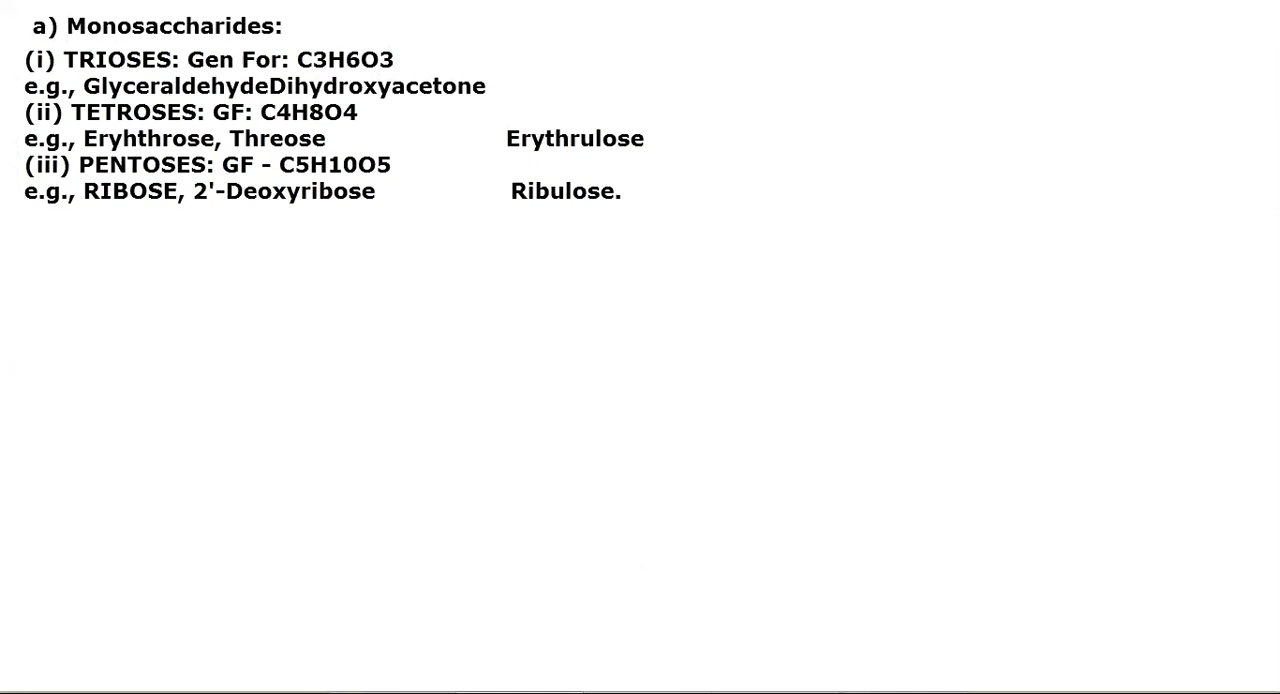 a) Monosaccharides:
(i) TRIOSES: Gen For: C3H6O3
e.g., GlyceraldehydeDihydroxyacetone
(ii) TETROSES: GF: C4H8O4
e.g., Eryhthrose, Threose Erythrulose
(iii) PENTOSES: GF - C5H10O5
e.g., RIBOSE, 2'-Deoxyribose Ribulose.